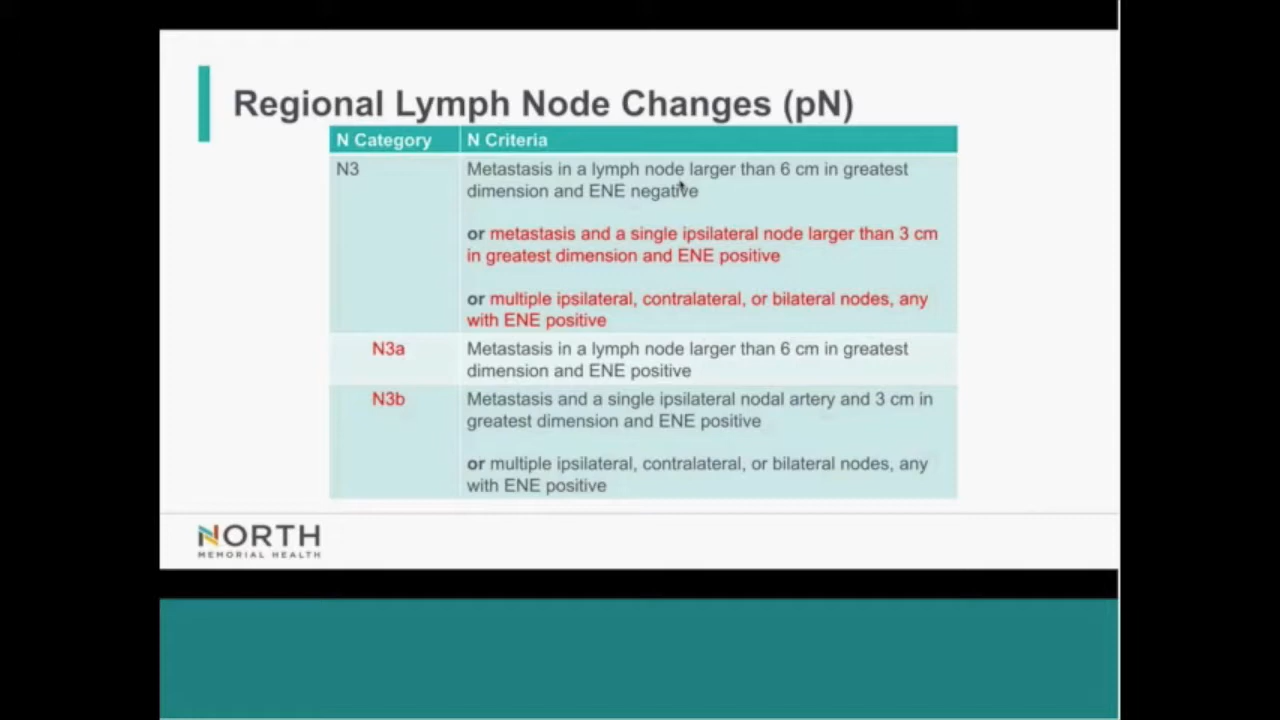 Regional Lymph Node Changes (pN)
N Category N Criteria
N3 Metastasis in a lymph node larger than 6 cm in greatest
dimension and ENE negative
or metastasis and a single ipsilateral node larger than 3 cm
in greatest dimension and ENE positive
or multiple ipsilateral, contralateral, or bilateral nodes, any
with ENE positive
N3a Metastasis in a lymph node larger than 6 cm in greatest
dimension and ENE positive
N3b Metastasis and a single ipsilateral nodal artery and 3 cm in
greatest dimension and ENE positive
or multiple ipsilateral, contralateral, or bilateral nodes, any
with ENE positive
NORTH
MEMORIAL HEALTH